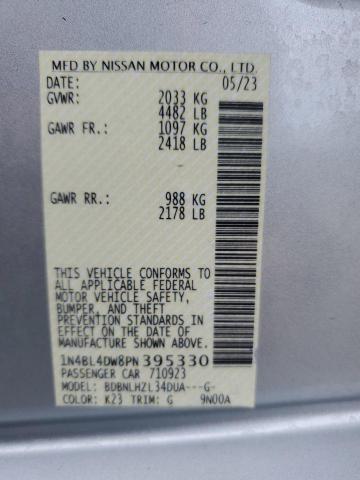 MFD BY NISSAN MOTOR CO., LTD.
DATE: 05/23
GVWR: 2033 KG
4482 LB
GAWR FR.: 1097 KG
2418 LB
GAWR RR.: 988 KG
2178 LB
THIS VEHICLE CONFORMS TO
ALL APPLICABLE FEDERAL
MOTOR VEHICLE SAFETY,
BUMPER, AND THEFT
PREVENTION STANDARDS
IN EFFECT ON THE DATE OF
MANUFACTURE SHOWN ABOVE.
1N4BL4DW8PN395330
PASSENGER CAR 710923
MODEL: BDBNLHZL34DUA---G-
COLOR: K23 TRIM: G 9N00A